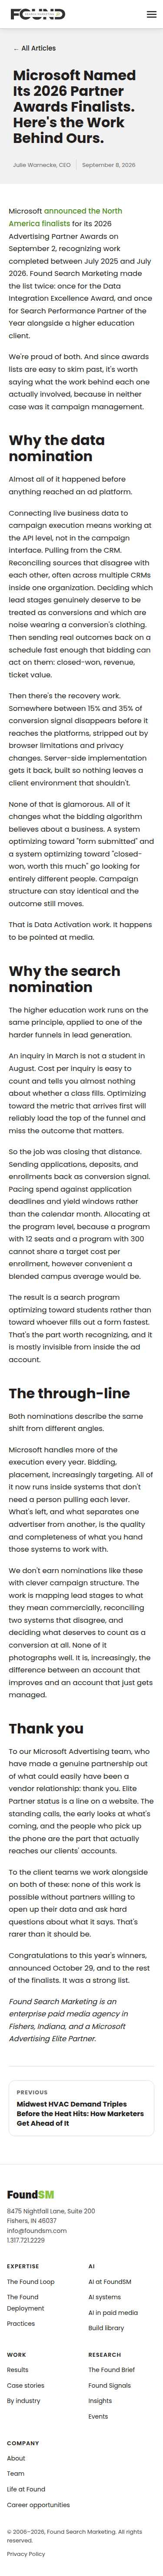 FOUND
← All Articles
Microsoft Named
Its 2026 Partner
Awards Finalists.
Here's the Work
Behind Ours.
Julie Warnecke, CEO
September 8, 2026
Microsoft announced the North
America finalists for its 2026
Advertising Partner Awards on
September 2, recognizing work
completed between July 2025 and July
2026. Found Search Marketing made
the list twice: once for the Data
Integration Excellence Award, and once
for Search Performance Partner of the
Year alongside a higher education
client.
We're proud of both. And since awards
lists are easy to skim past, it's worth
saying what the work behind each one
actually involved, because in neither
case was it campaign management.
Why the data
nomination
Almost all of it happened before
anything reached an ad platform.
Connecting live business data to
campaign execution means working at
the API level, not in the campaign
interface. Pulling from the CRM.
Reconciling sources that disagree with
each other, often across multiple CRMs
inside one organization. Deciding which
lead stages genuinely deserve to be
treated as conversions and which are
noise wearing a conversion's clothing.
Then sending real outcomes back on a
schedule fast enough that bidding can
act on them: closed-won, revenue,
ticket value.
Then there's the recovery work.
Somewhere between 15% and 35% of
conversion signal disappears before it
reaches the platforms, stripped out by
browser limitations and privacy
changes. Server-side implementation
gets it back, built so nothing leaves a
client environment that shouldn't.
None of that is glamorous. All of it
changes what the bidding algorithm
believes about a business. A system
optimizing toward "form submitted" and
a system optimizing toward "closed-
won, worth this much" go looking for
entirely different people. Campaign
structure can stay identical and the
outcome still moves.
That is Data Activation work. It happens
to be pointed at media.
Why the search
nomination
The higher education work runs on the
same principle, applied to one of the
harder funnels in lead generation.
An inquiry in March is not a student in
August. Cost per inquiry is easy to
count and tells you almost nothing
about whether a class fills. Optimizing
toward the metric that arrives first will
reliably load the top of the funnel and
miss the outcome that matters.
So the job was closing that distance.
Sending applications, deposits, and
enrollments back as conversion signal.
Pacing spend against application
deadlines and yield windows rather
than the calendar month. Allocating at
the program level, because a program
with 12 seats and a program with 300
cannot share a target cost per
enrollment, however convenient a
blended campus average would be.
The result is a search program
optimizing toward students rather than
toward whoever fills out a form fastest.
That's the part worth recognizing, and it
is mostly invisible from inside the ad
account.
The through-line
Both nominations describe the same
shift from different angles.
Microsoft handles more of the
execution every year. Bidding,
placement, increasingly targeting. All of
it now runs inside systems that don't
need a person pulling each lever.
What's left, and what separates one
advertiser from another, is the quality
and completeness of what you hand
those systems to work with.
We don't earn nominations like these
with clever campaign structure. The
work is mapping lead stages to what
they mean commercially, reconciling
two systems that disagree, and
deciding what deserves to count as a
conversion at all. None of it
photographs well. It is, increasingly, the
difference between an account that
improves and an account that just gets
managed.
Thank you
To our Microsoft Advertising team, who
have made a genuine partnership out
of what could easily have been a
vendor relationship: thank you. Elite
Partner status is a line on a website. The
standing calls, the early looks at what's
coming, and the people who pick up
the phone are the part that actually
reaches our clients' accounts.
To the client teams we work alongside
on both of these: none of this work is
possible without partners willing to
open up their data and ask hard
questions about what it says. That's
rarer than it should be.
Congratulations to this year's winners,
announced October 29, and to the rest
of the finalists. It was a strong list.
Found Search Marketing is an
enterprise paid media agency in
Fishers, Indiana, and a Microsoft
Advertising Elite Partner.
PREVIOUS
Midwest HVAC Demand Triples
Before the Heat Hits: How Marketers
Get Ahead of It
FoundSM
8475 Nightfall Lane, Suite 200
Fishers, IN 46037
info@foundsm.com
1.317.721.2229
EXPERTISE
The Found Loop
The Found
Deployment
Practices
AI
AI at FoundSM
AI systems
AI in paid media
Build library
WORK
Results
Case stories
By industry
RESEARCH
The Found Brief
Found Signals
Insights
Events
COMPANY
About
Team
Life at Found
Career opportunities
© 2006–2026, Found Search Marketing. All rights
reserved.
Privacy Policy